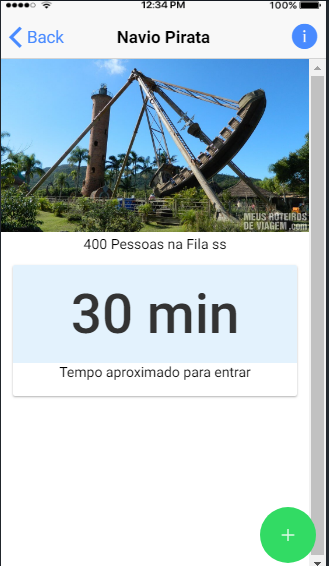 12:34 PM
100%
Back
Navio Pirata
i
MEUS ROTEIROS
DE VIAGEM.com
400 Pessoas na Fila ss
30 min
Tempo aproximado para entrar
+